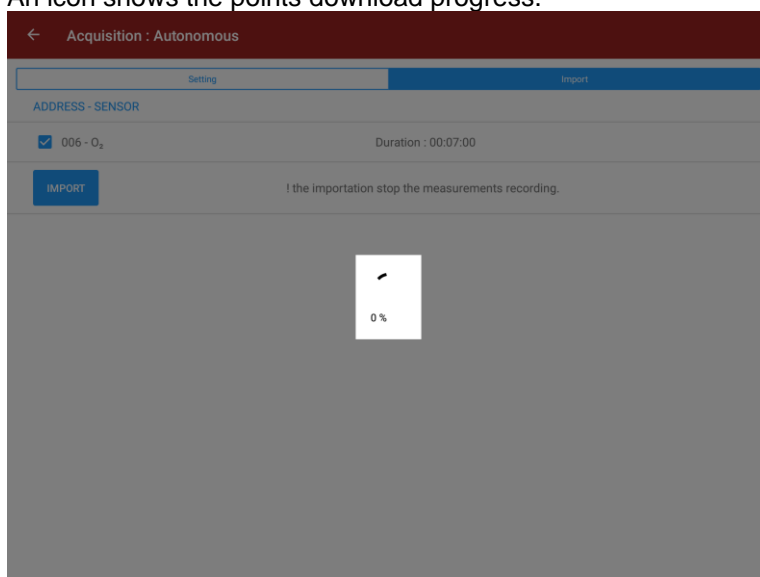 An icon shows the points download progress.
Acquisition : Autonomous
Setting Import
ADDRESS - SENSOR
006 - O₂ Duration : 00:07:00
IMPORT ! the importation stop the measurements recording.
0 %